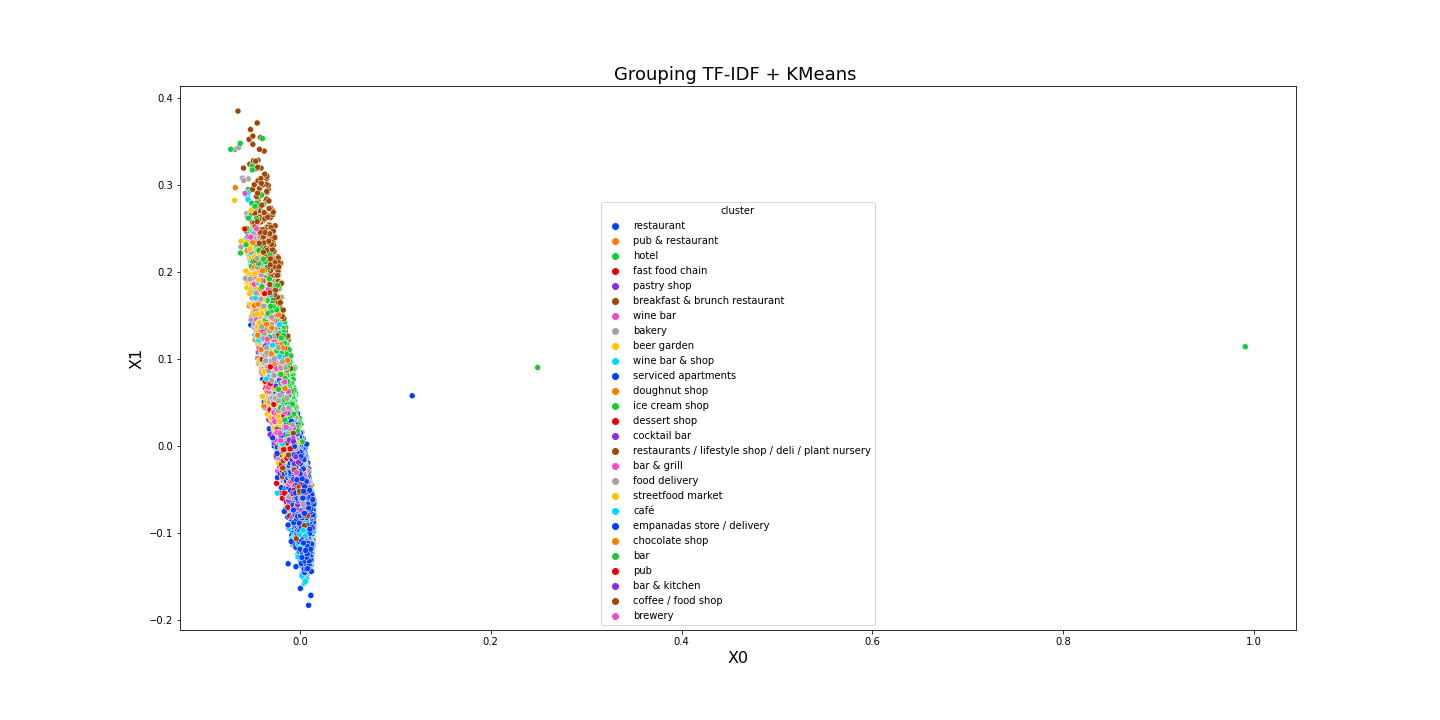 Grouping TF-IDF + KMeans
0.4
0.3
0.2
0.1
0.0
−0.1
−0.2
X1
cluster
restaurant
pub & restaurant
hotel
fast food chain
pastry shop
breakfast & brunch restaurant
wine bar
bakery
beer garden
wine bar & shop
serviced apartments
doughnut shop
ice cream shop
dessert shop
cocktail bar
restaurants / lifestyle shop / deli / plant nursery
bar & grill
food delivery
streetfood market
café
empanadas store / delivery
chocolate shop
bar
pub
bar & kitchen
coffee / food shop
brewery
0.0 0.2 0.4 0.6 0.8 1.0
X0